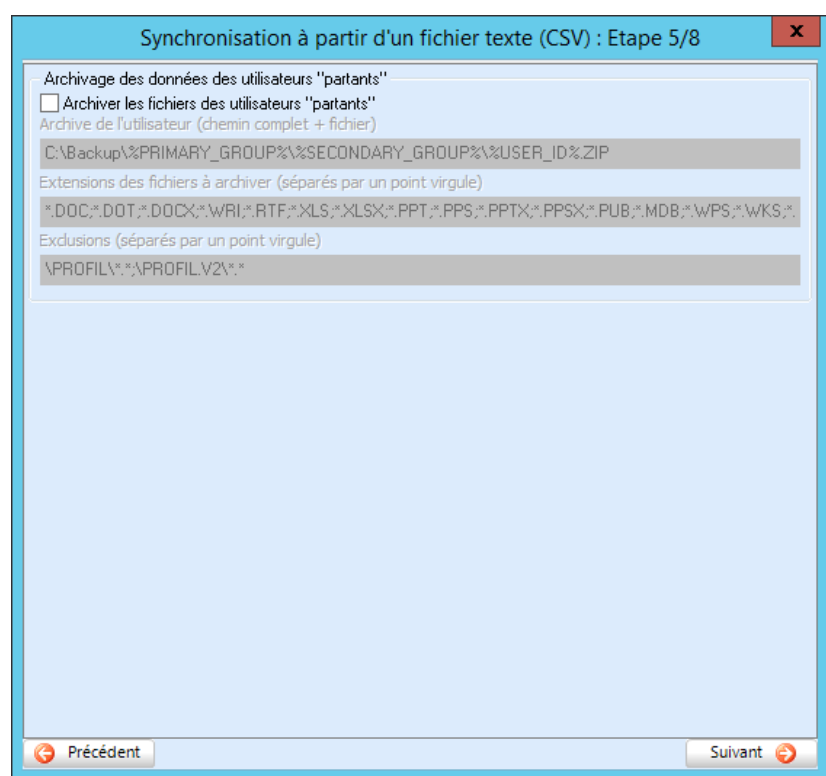 Synchronisation à partir d'un fichier texte (CSV) : Etape 5/8
x
Archivage des données des utilisateurs "partants"
Archiver les fichiers des utilisateurs "partants"
Archive de l'utilisateur (chemin complet + fichier)
C:\Backup\%PRIMARY_GROUP%\%SECONDARY_GROUP%\%USER_ID%.ZIP
Extensions des fichiers à archiver (séparés par un point virgule)
*.DOC;*.DOT;*.DOCX;*.WRI;*.RTF;*.XLS;*.XLSX;*.PPT;*.PPS;*.PPTX;*.PPSX;*.PUB;*.MDB;*.WPS;*.WKS;*.
Exclusions (séparés par un point virgule)
\PROFIL\*.*;\PROFIL.V2\*.*
Précédent
Suivant